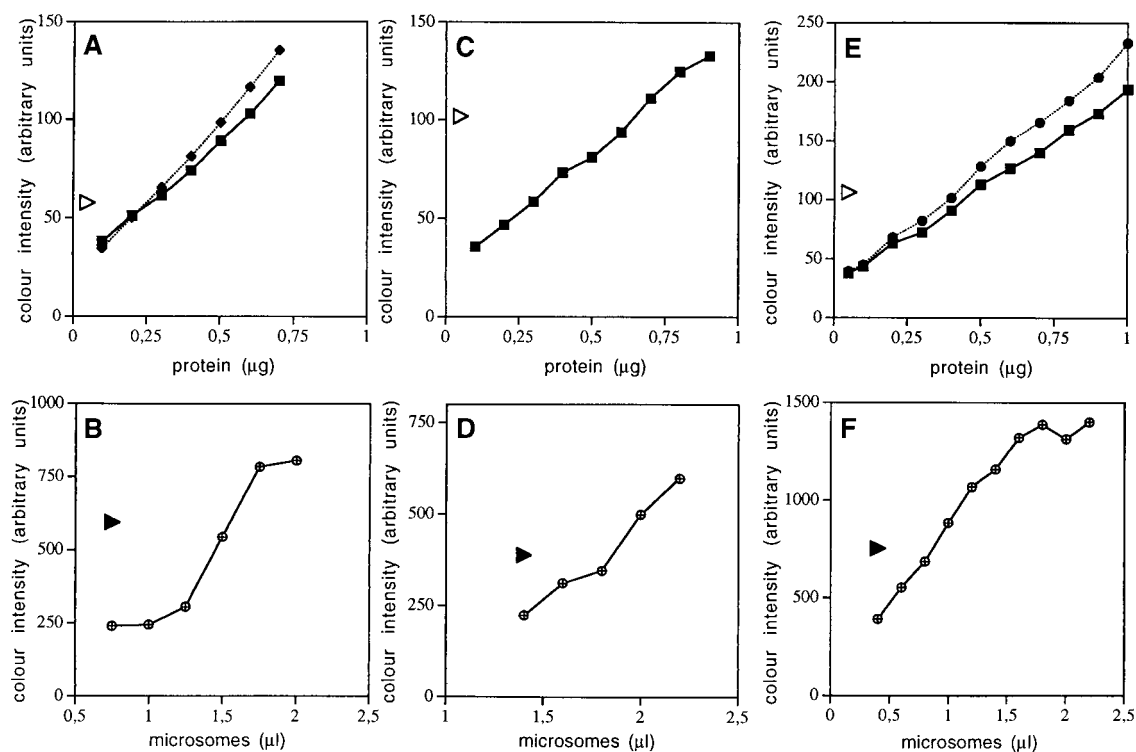 A
colour intensity (arbitrary units)
150
100
50
0
0 0,25 0,5 0,75 1
protein (μg)
C
colour intensity (arbitrary units)
150
100
50
0
0 0,25 0,5 0,75 1
protein (μg)
E
colour intensity (arbitrary units)
250
200
150
100
50
0
0 0,25 0,5 0,75 1
protein (μg)
B
colour intensity (arbitrary units)
1000
750
500
250
0
0,5 1 1,5 2 2,5
microsomes (μl)
D
colour intensity (arbitrary units)
750
500
250
0
1 1,5 2 2,5
microsomes (μl)
F
colour intensity (arbitrary units)
1500
1000
500
0
0 0,5 1 1,5 2 2,5
microsomes (μl)